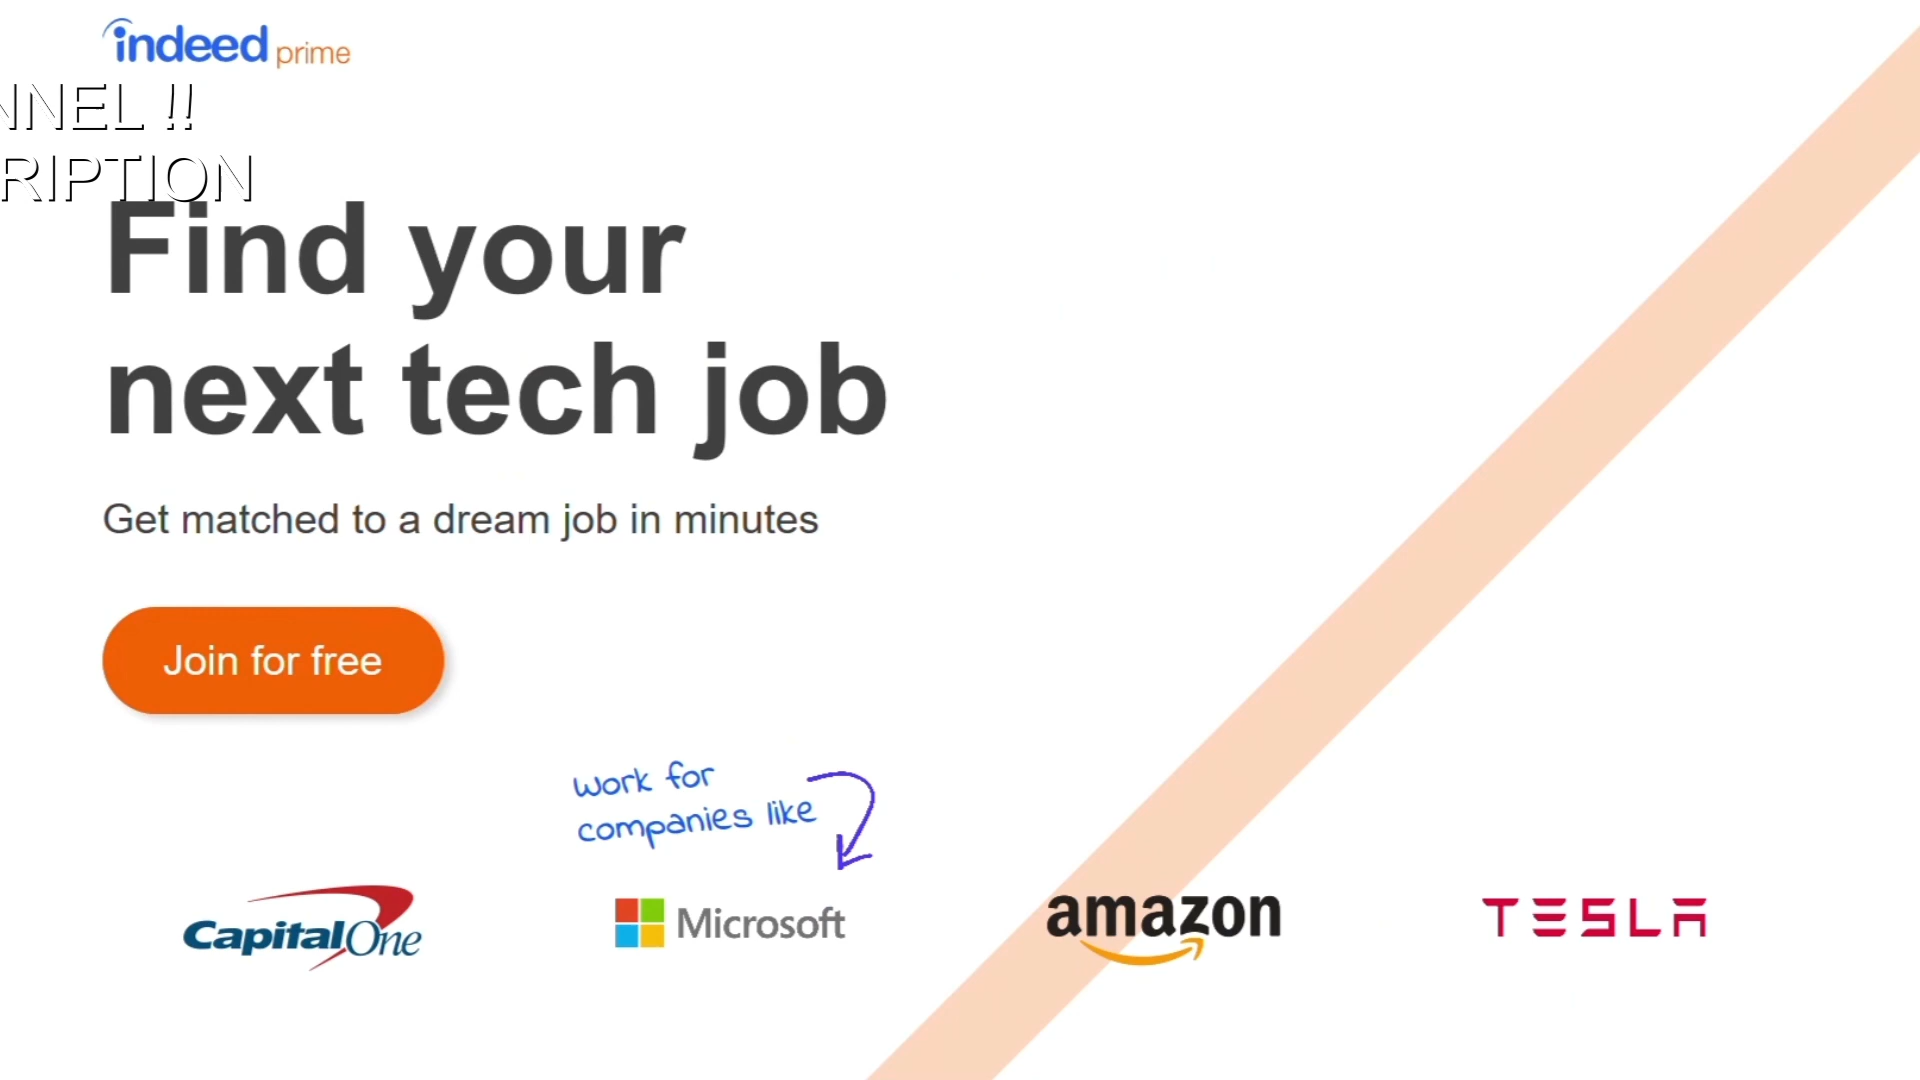 indeed prime
NNEL !!
RIPTION
Find your
next tech job
Get matched to a dream job in minutes
Join for free
Work for
companies like
CapitalOne
Microsoft
amazon
TESLA